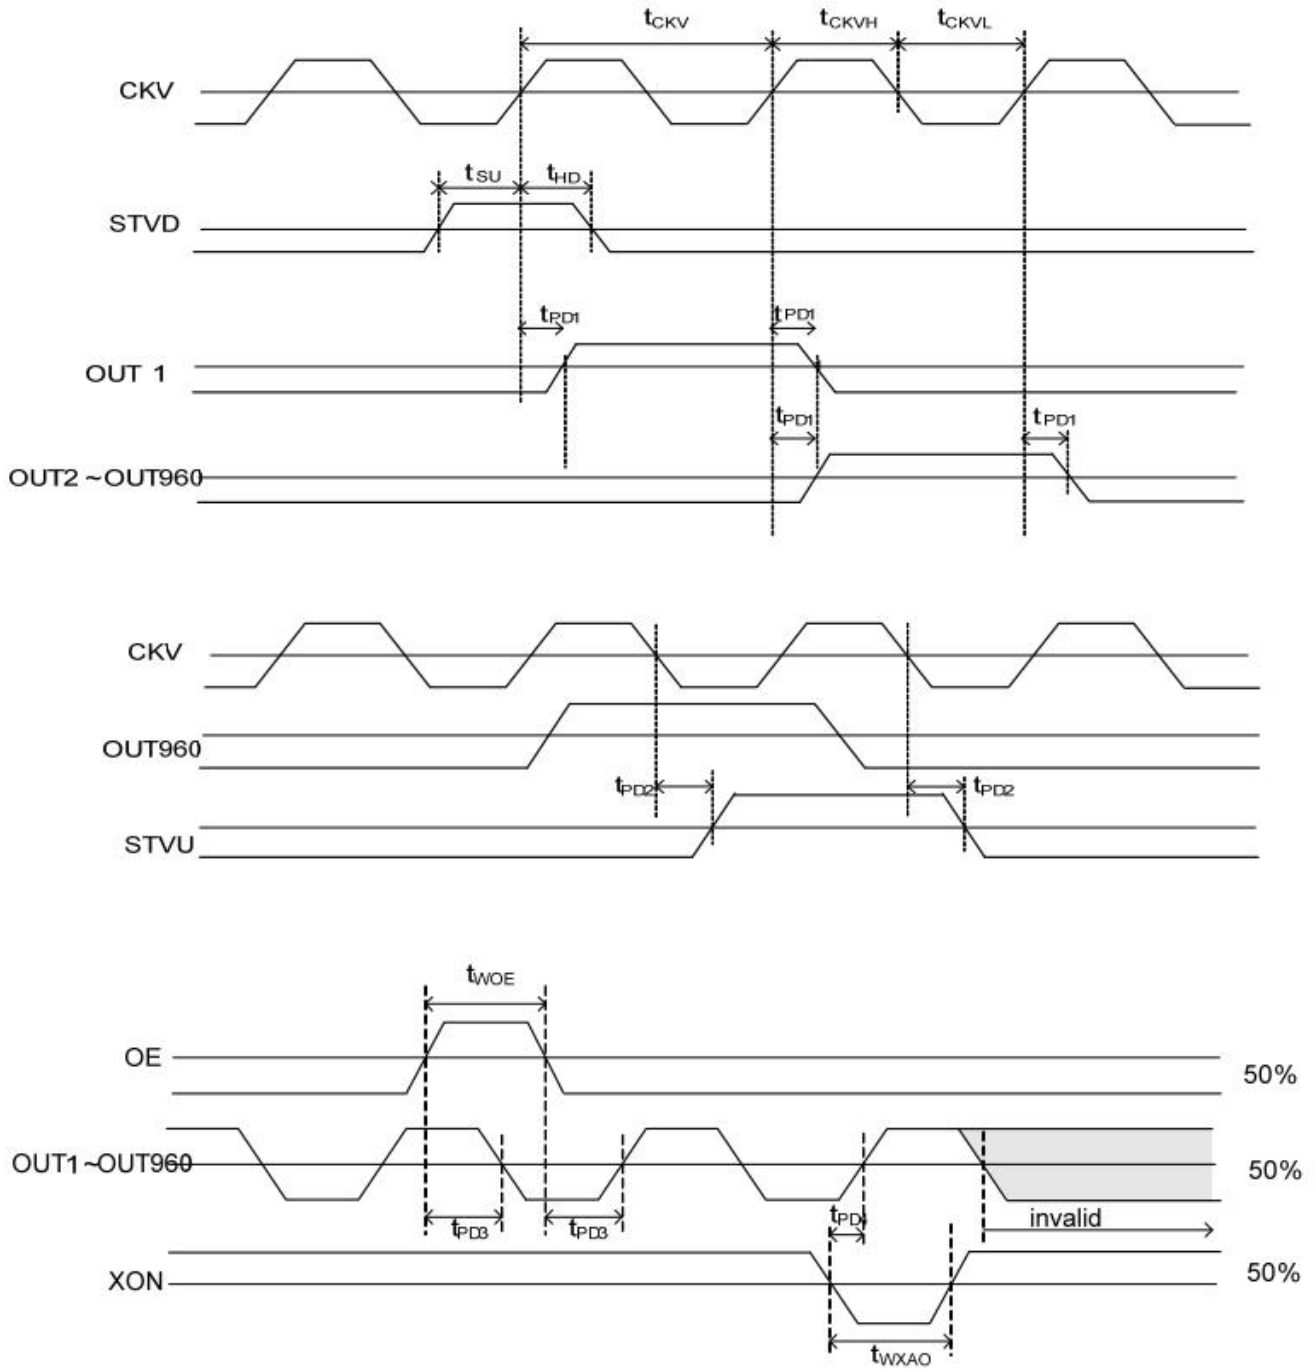 tCKV tCKVH tCKVL
CKV
tSU tHD
STVD
tPD1 tPD1
OUT 1
tPD1 tPD1
OUT2 ~OUT960
CKV
OUT960
tPD2 tPD2
STVU
tWOE
OE 50%
OUT1~OUT960 50%
tPD3 tPD3 tPD4 invalid
XON 50%
tWXAO